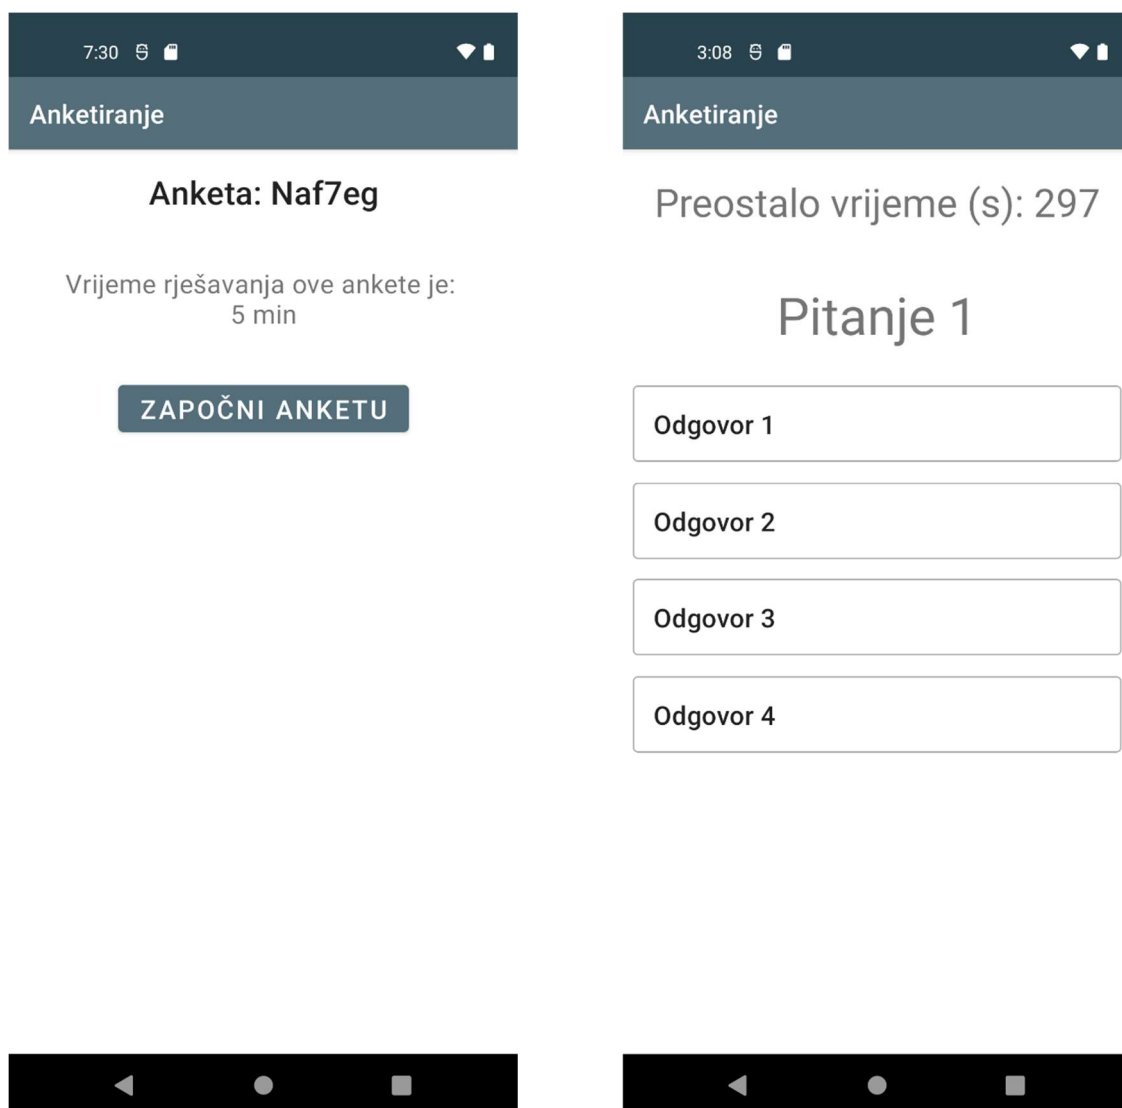 7:30
Anketiranje
Anketa: Naf7eg
Vrijeme rješavanja ove ankete je:
5 min
ZAPOČNI ANKETU
3:08
Anketiranje
Preostalo vrijeme (s): 297
Pitanje 1
Odgovor 1
Odgovor 2
Odgovor 3
Odgovor 4